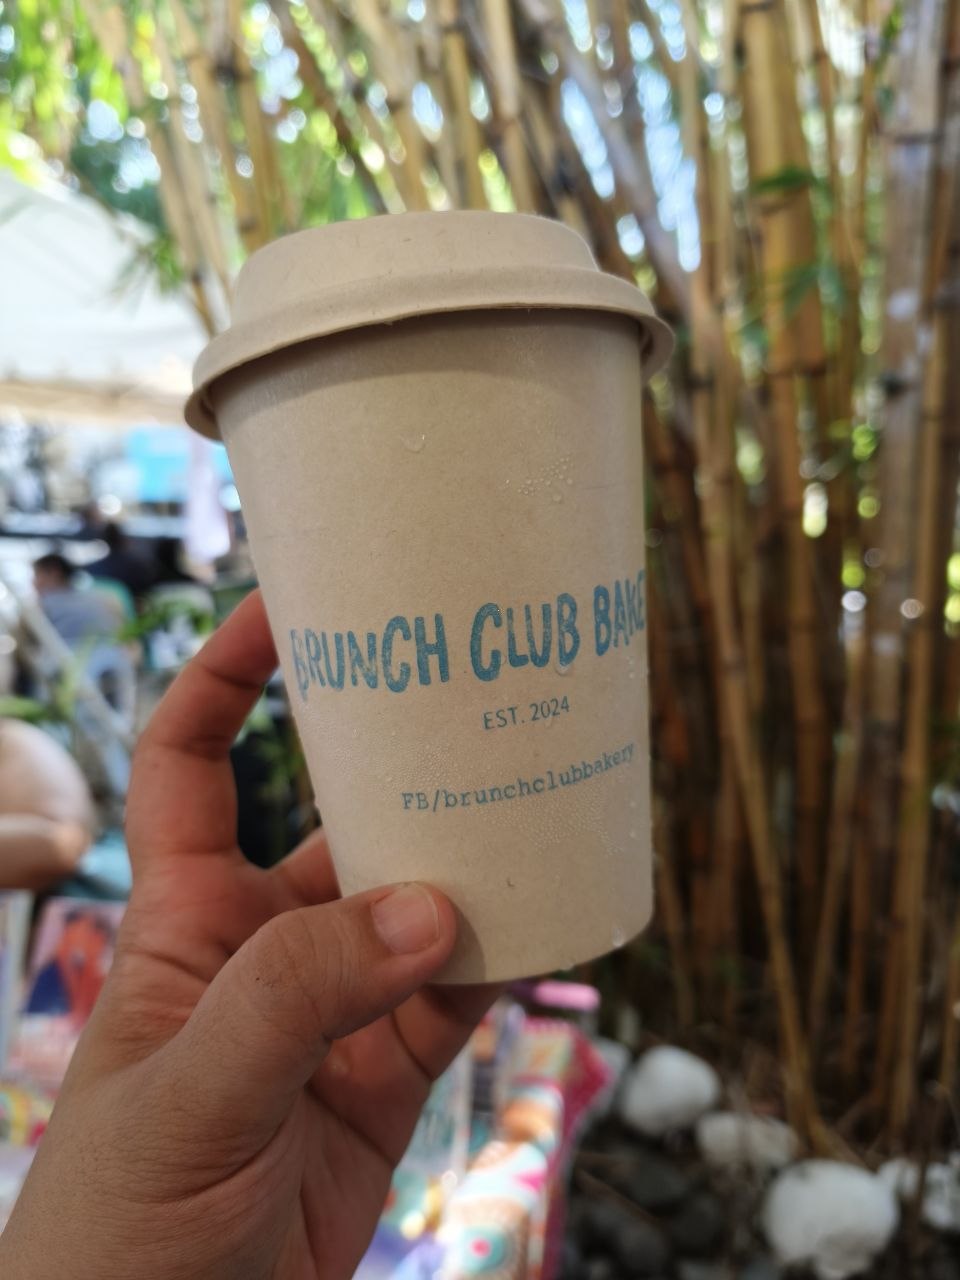 BRUNCH CLUB BAKE
EST. 2024
FB/brunchclubbakery